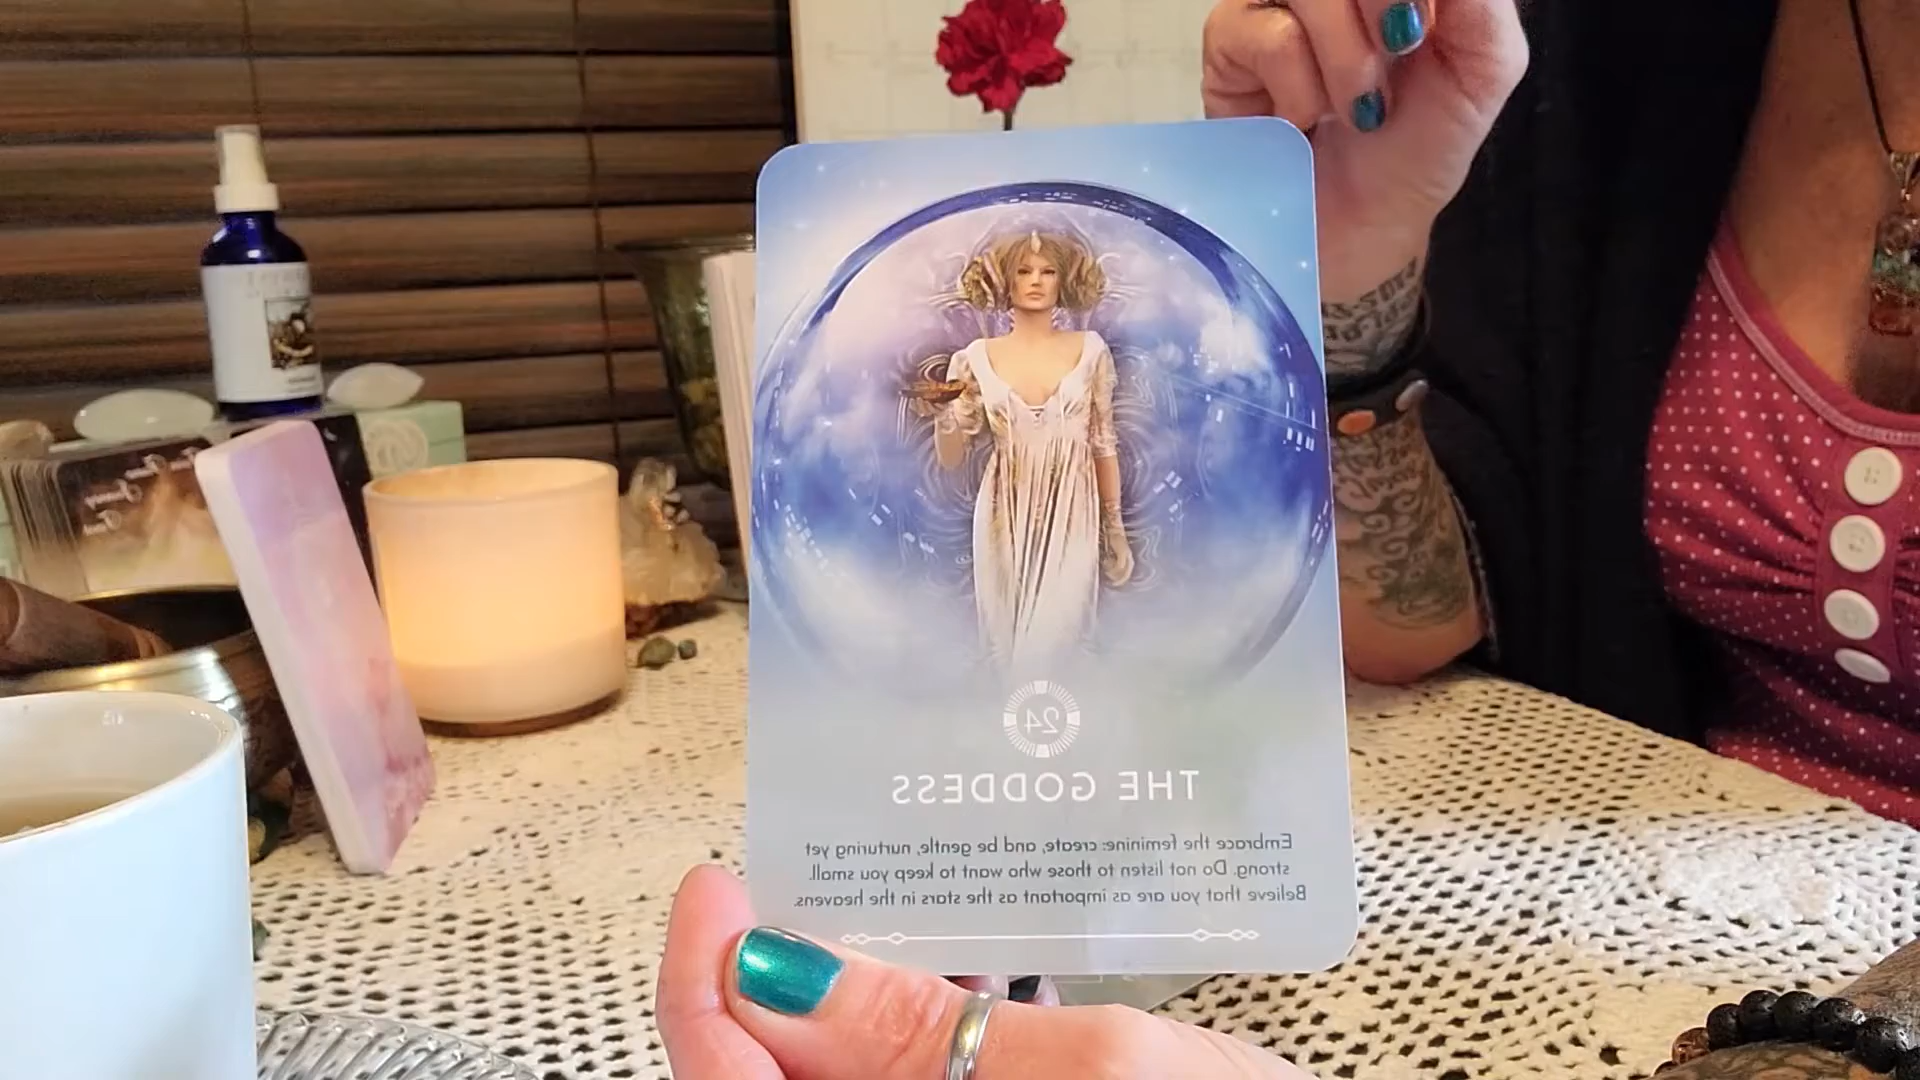 24
THE GODDESS
Embrace the feminine: create, and be gentle, nurturing yet
strong. Do not listen to those who want to keep you small.
Believe that you are as important as the stars in the heavens.